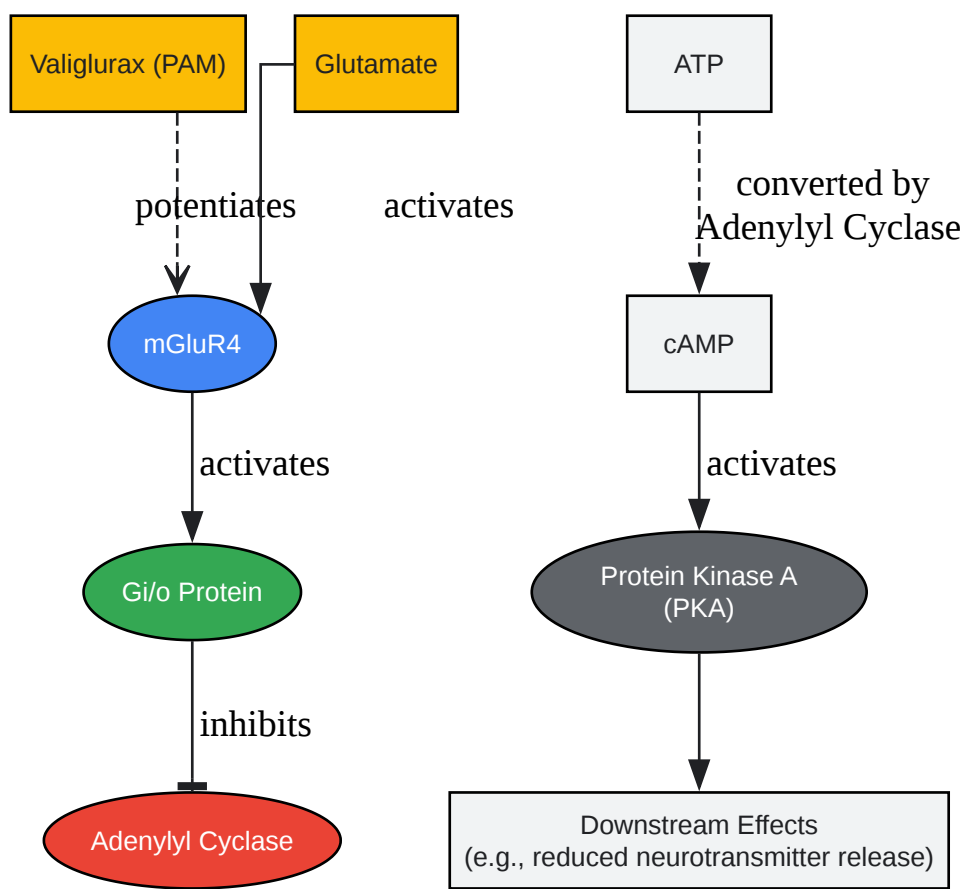 Valiglurax (PAM)
Glutamate
ATP
potentiates
activates
converted by
Adenylyl Cyclase
mGluR4
cAMP
activates
activates
Gi/o Protein
Protein Kinase A
(PKA)
inhibits
Adenylyl Cyclase
Downstream Effects
(e.g., reduced neurotransmitter release)